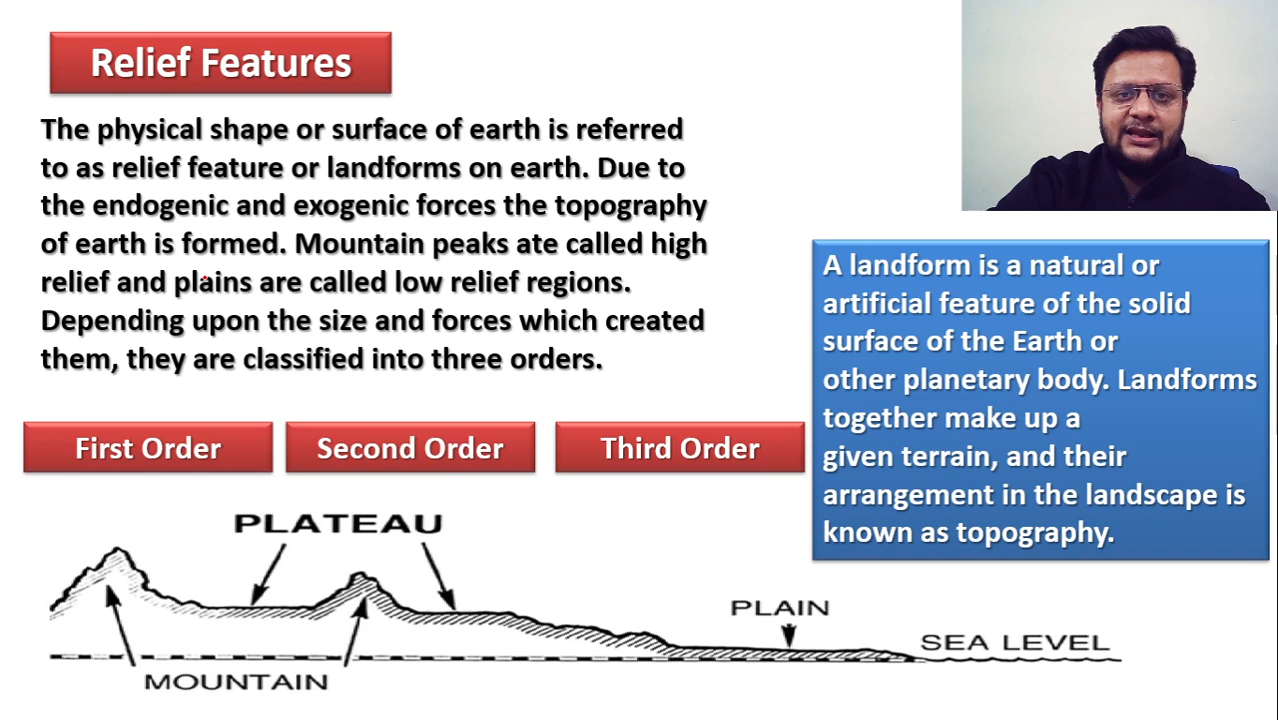 Relief Features
The physical shape or surface of earth is referred
to as relief feature or landforms on earth. Due to
the endogenic and exogenic forces the topography
of earth is formed. Mountain peaks ate called high
relief and plains are called low relief regions.
Depending upon the size and forces which created
them, they are classified into three orders.
A landform is a natural or
artificial feature of the solid
surface of the Earth or
other planetary body. Landforms
together make up a
given terrain, and their
arrangement in the landscape is
known as topography.
First Order
Second Order
Third Order
PLATEAU
PLAIN
SEA LEVEL
MOUNTAIN